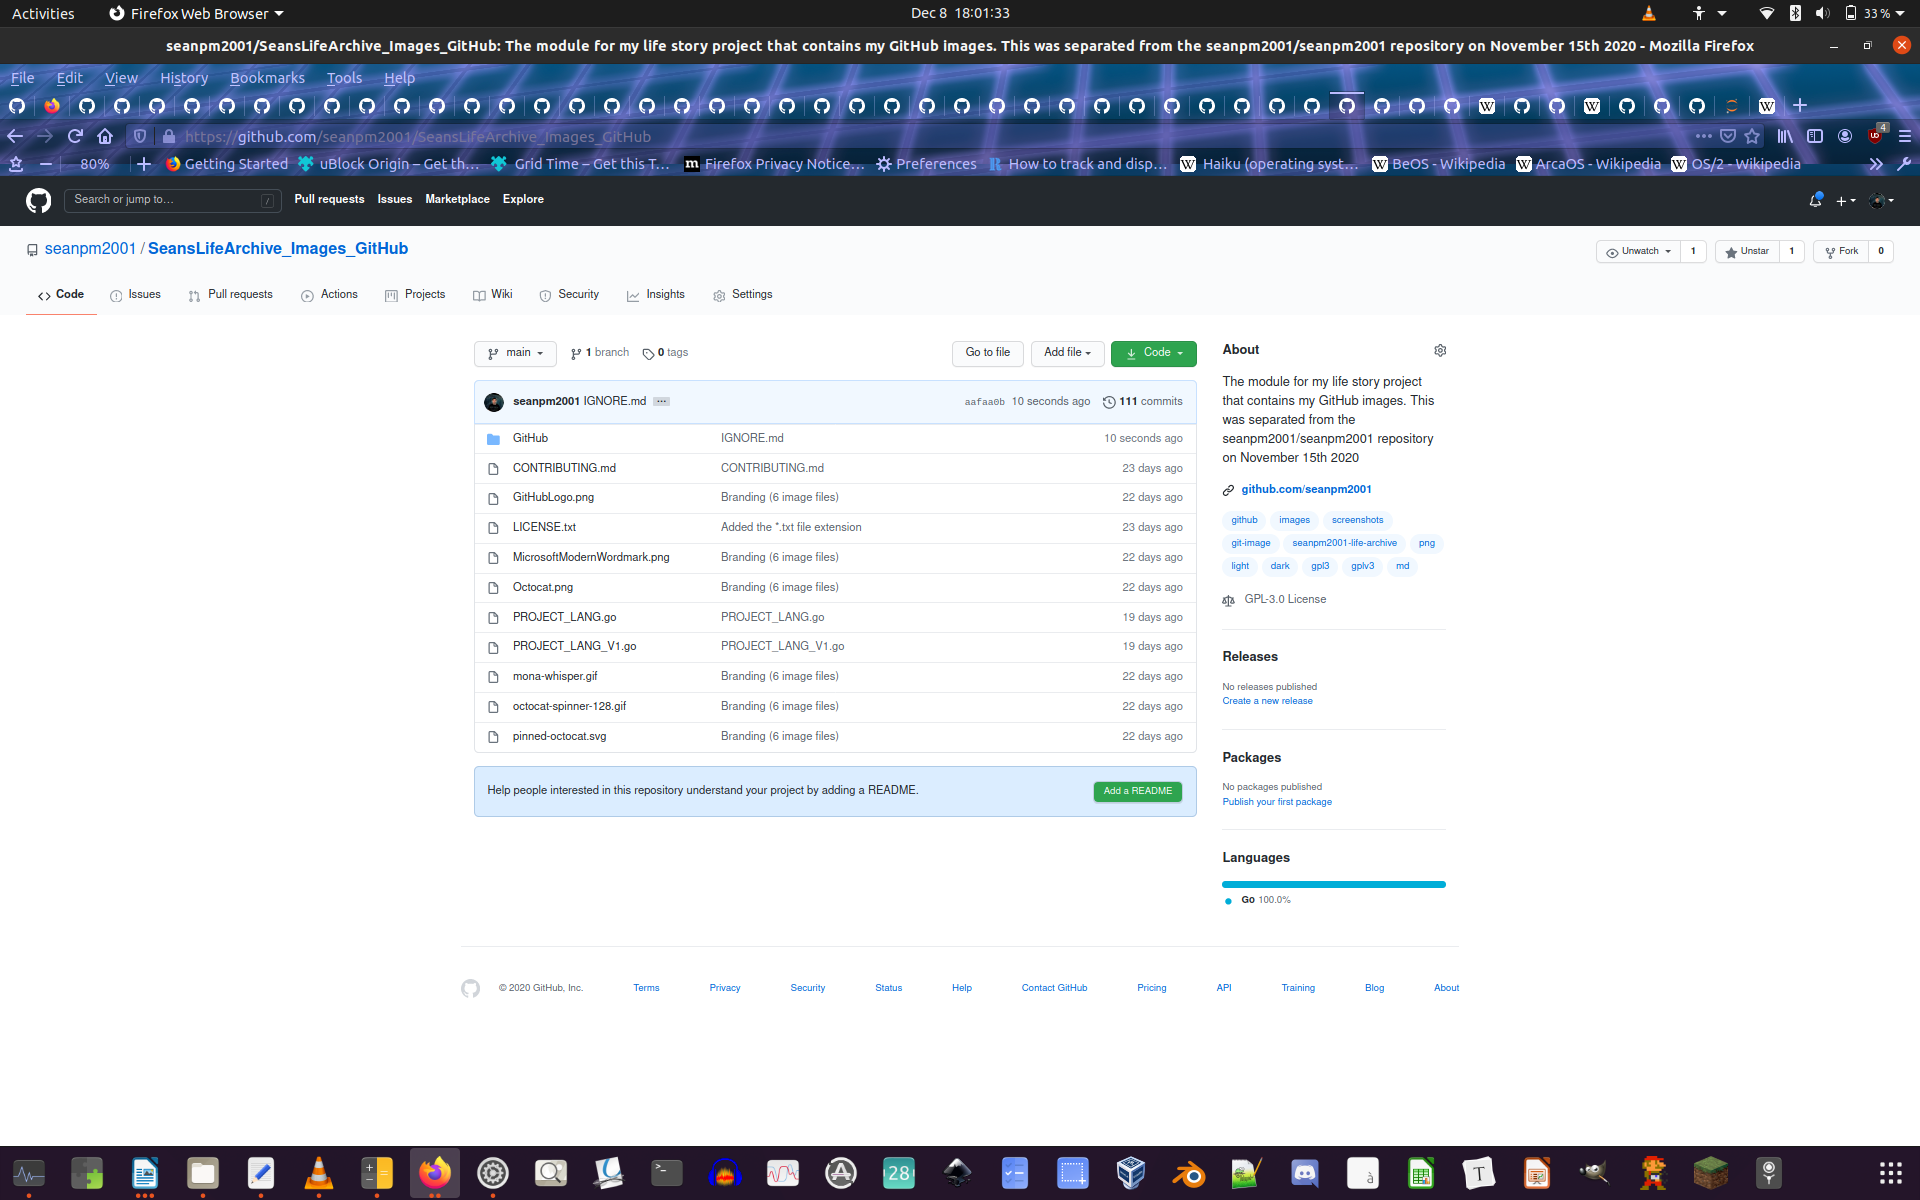 Activities Firefox Web Browser Dec 8 18:01:33 33 %
seanpm2001/SeansLifeArchive_Images_GitHub: The module for my life story project that contains my GitHub images. This was separated from the seanpm2001/seanpm2001 repository on November 15th 2020 - Mozilla Firefox
File Edit View History Bookmarks Tools Help
https://github.com/seanpm2001/SeansLifeArchive_Images_GitHub 4
80% Getting Started uBlock Origin – Get th… Grid Time – Get this T… Firefox Privacy Notice… Preferences How to track and disp… Haiku (operating syst… BeOS - Wikipedia ArcaOS - Wikipedia OS/2 - Wikipedia
Search or jump to… / Pull requests Issues Marketplace Explore
seanpm2001 / SeansLifeArchive_Images_GitHub Unwatch 1 Unstar 1 Fork 0
Code Issues Pull requests Actions Projects Wiki Security Insights Settings
main 1 branch 0 tags Go to file Add file Code
seanpm2001 IGNORE.md ... aafaa0b 10 seconds ago 111 commits
GitHub IGNORE.md 10 seconds ago
CONTRIBUTING.md CONTRIBUTING.md 23 days ago
GitHubLogo.png Branding (6 image files) 22 days ago
LICENSE.txt Added the *.txt file extension 23 days ago
MicrosoftModernWordmark.png Branding (6 image files) 22 days ago
Octocat.png Branding (6 image files) 22 days ago
PROJECT_LANG.go PROJECT_LANG.go 19 days ago
PROJECT_LANG_V1.go PROJECT_LANG_V1.go 19 days ago
mona-whisper.gif Branding (6 image files) 22 days ago
octocat-spinner-128.gif Branding (6 image files) 22 days ago
pinned-octocat.svg Branding (6 image files) 22 days ago
Help people interested in this repository understand your project by adding a README. Add a README
About
The module for my life story project
that contains my GitHub images. This
was separated from the
seanpm2001/seanpm2001 repository
on November 15th 2020
github.com/seanpm2001
github images screenshots
git-image seanpm2001-life-archive png
light dark gpl3 gplv3 md
GPL-3.0 License
Releases
No releases published
Create a new release
Packages
No packages published
Publish your first package
Languages
Go 100.0%
© 2020 GitHub, Inc. Terms Privacy Security Status Help Contact GitHub Pricing API Training Blog About
28